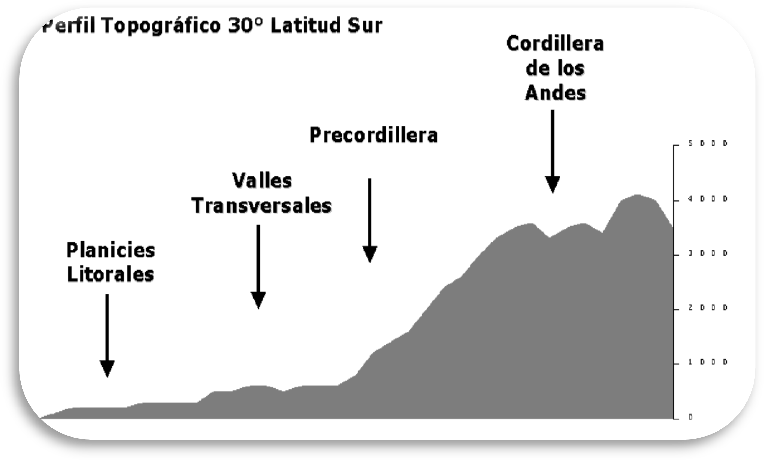 Perfil Topográfico 30º Latitud Sur
Cordillera
de los
Andes
Precordillera
Valles
Transversales
Planicies
Litorales
5000
4000
3000
2000
1000
0